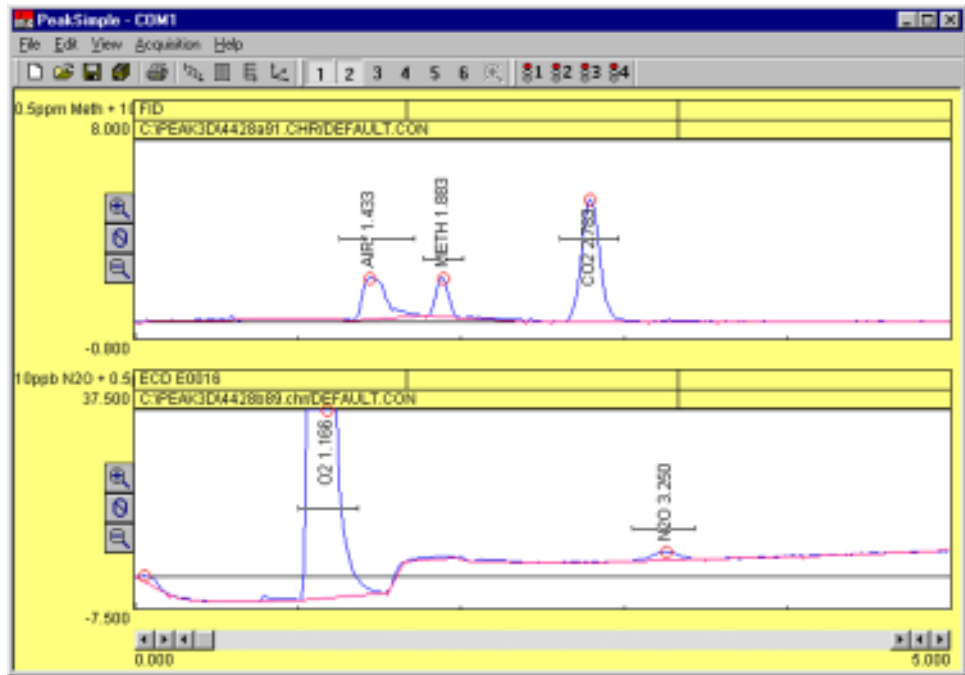 PeakSimple - COM1
File Edit View Acquisition Help
1 2 3 4 5 6 1 2 3 4
0.5ppm Meth + 10 FID
8.000 C:\PEAK3D\4428a91.CHR/DEFAULT.CON
AIR' 1.433
METH 1.883
CO2 2.783
-0.800
10ppb N2O + 0.5 ECD E0016
37.500 C:\PEAK3D\4428b89.chr/DEFAULT.CON
O2 1.166
N2O 3.250
-7.500
0.000 5.000